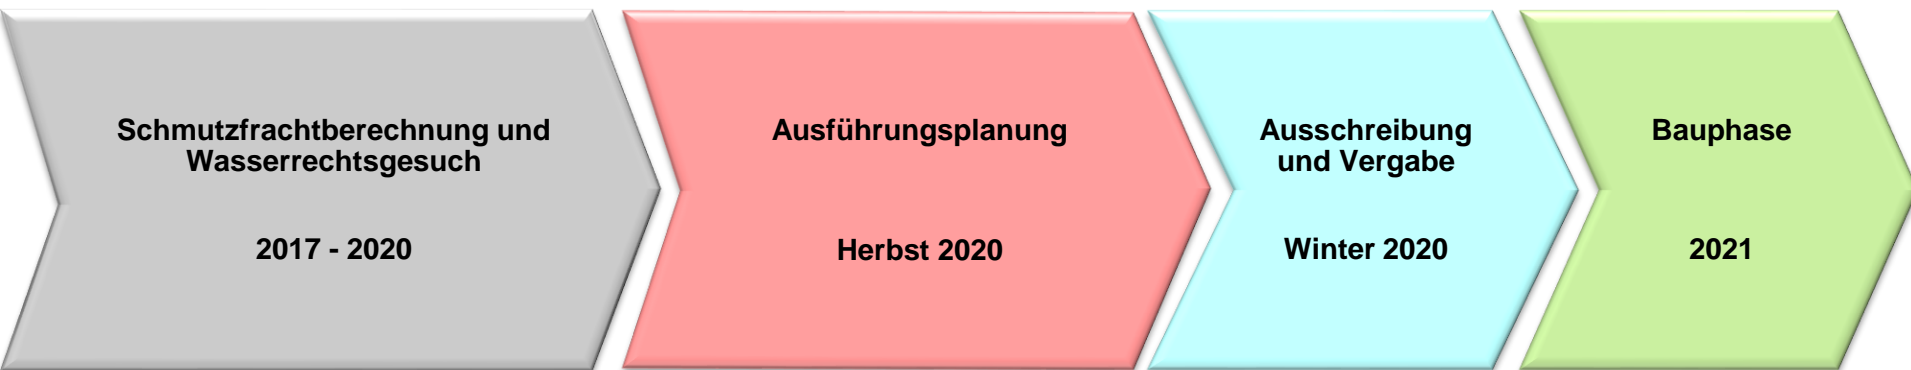 Schmutzfrachtberechnung und
Wasserrechtsgesuch
2017 - 2020
Ausführungsplanung
Herbst 2020
Ausschreibung
und Vergabe
Winter 2020
Bauphase
2021